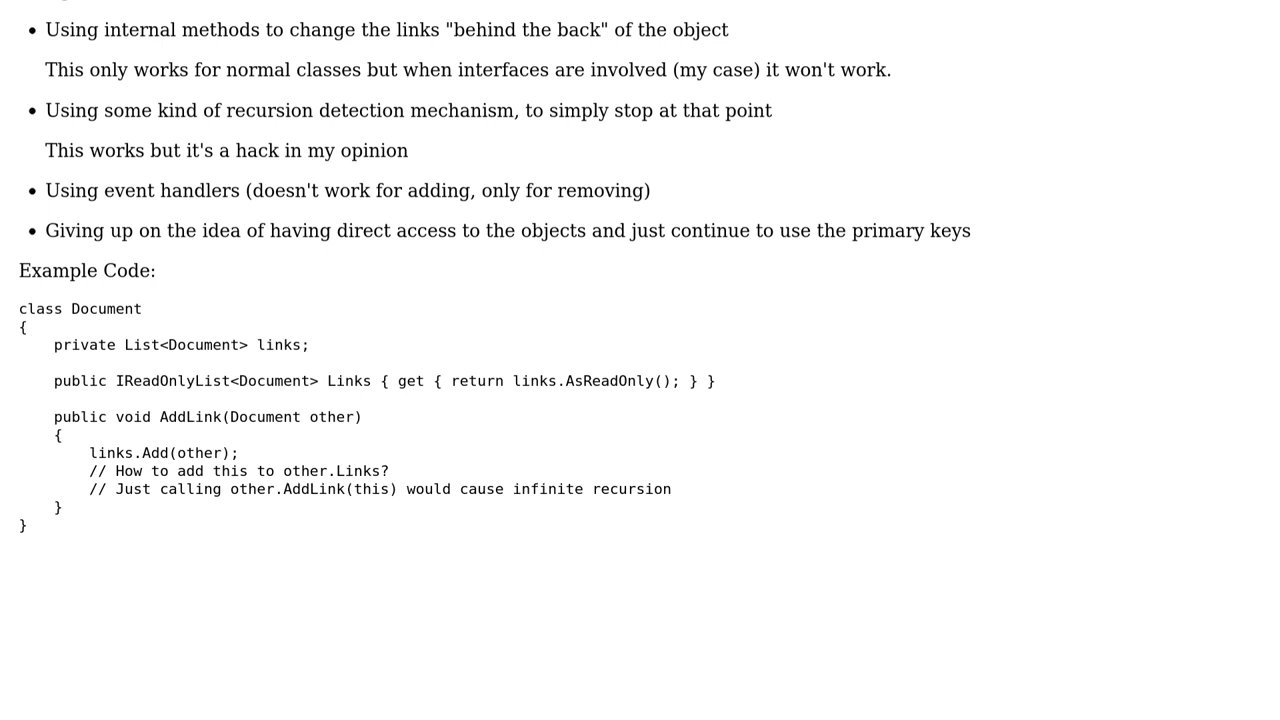 • Using internal methods to change the links "behind the back" of the object
This only works for normal classes but when interfaces are involved (my case) it won't work.
• Using some kind of recursion detection mechanism, to simply stop at that point
This works but it's a hack in my opinion
• Using event handlers (doesn't work for adding, only for removing)
• Giving up on the idea of having direct access to the objects and just continue to use the primary keys
Example Code:
class Document
{
    private List<Document> links;

    public IReadOnlyList<Document> Links { get { return links.AsReadOnly(); } }

    public void AddLink(Document other)
    {
        links.Add(other);
        // How to add this to other.Links?
        // Just calling other.AddLink(this) would cause infinite recursion
    }
}